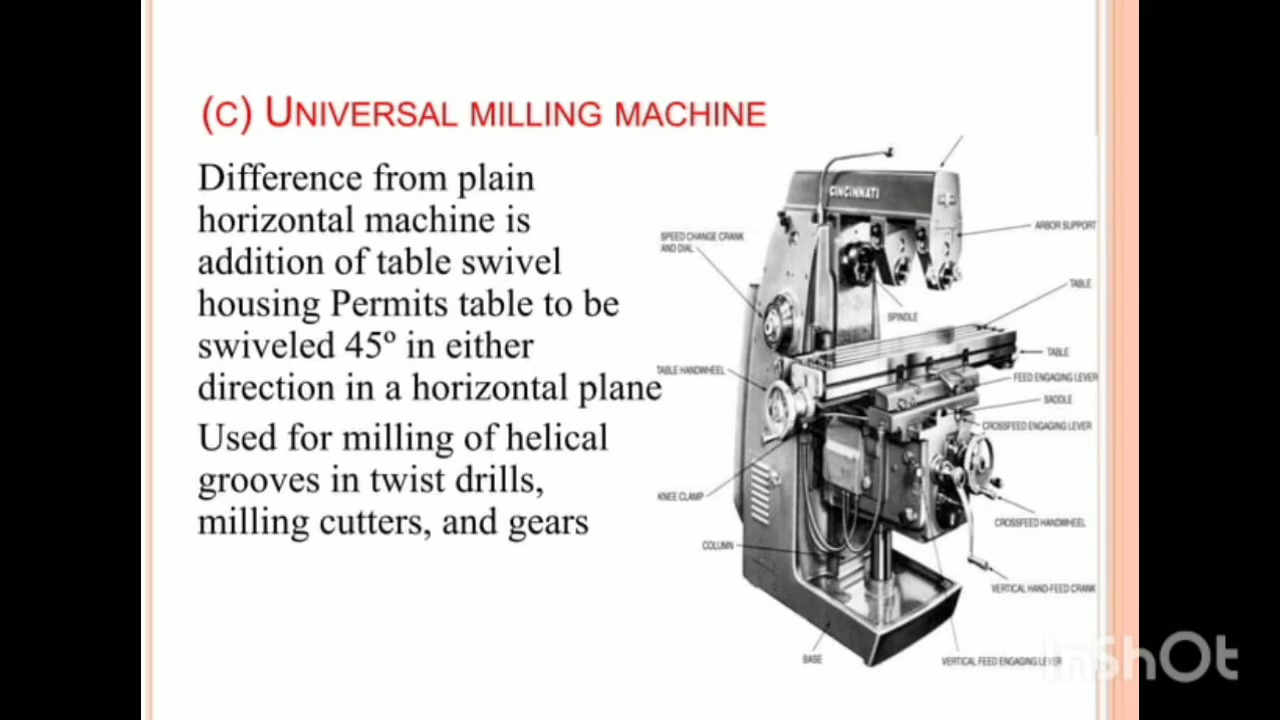 (C) UNIVERSAL MILLING MACHINE
Difference from plain
horizontal machine is
addition of table swivel
housing Permits table to be
swiveled 45º in either
direction in a horizontal plane
Used for milling of helical
grooves in twist drills,
milling cutters, and gears
CINCINNATI
SPEED CHANGE CRANK
AND DIAL
ARBOR SUPPORT
TABLE
SPINDLE
TABLE
TABLE HANDWHEEL
FEED ENGAGING LEVER
SADDLE
CROSSFEED ENGAGING LEVER
KNEE CLAMP
CROSSFEED HANDWHEEL
COLUMN
VERTICAL HAND-FEED CRANK
BASE
VERTICAL FEED ENGAGING LEVER
InShOt